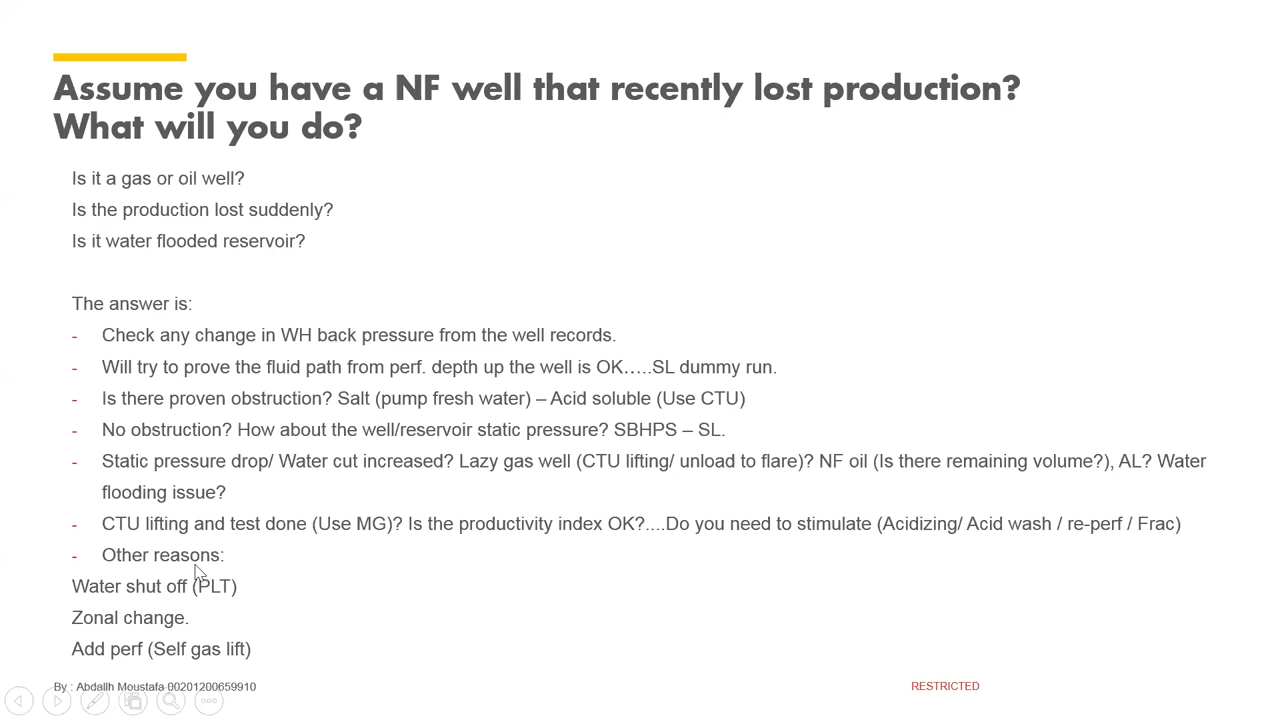 Assume you have a NF well that recently lost production?
What will you do?
Is it a gas or oil well?
Is the production lost suddenly?
Is it water flooded reservoir?
The answer is:
- Check any change in WH back pressure from the well records.
- Will try to prove the fluid path from perf. depth up the well is OK…..SL dummy run.
- Is there proven obstruction? Salt (pump fresh water) – Acid soluble (Use CTU)
- No obstruction? How about the well/reservoir static pressure? SBHPS – SL.
- Static pressure drop/ Water cut increased? Lazy gas well (CTU lifting/ unload to flare)? NF oil (Is there remaining volume?), AL? Water
flooding issue?
- CTU lifting and test done (Use MG)? Is the productivity index OK?....Do you need to stimulate (Acidizing/ Acid wash / re-perf / Frac)
- Other reasons:
Water shut off (PLT)
Zonal change.
Add perf (Self gas lift)
By : Abdallh Moustafa 00201200659910
RESTRICTED